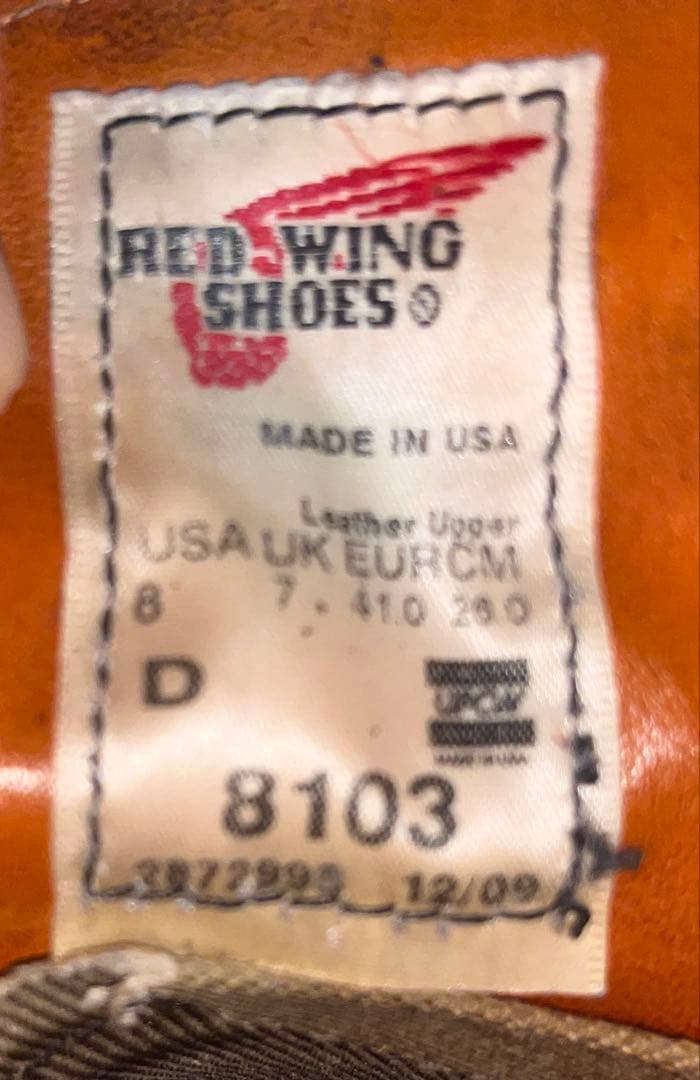 RED WING
SHOES ®
MADE IN USA
Leather Upper
USA UK EUR CM
8 7 41.0 26.0
D
UFCW
8103
12/09